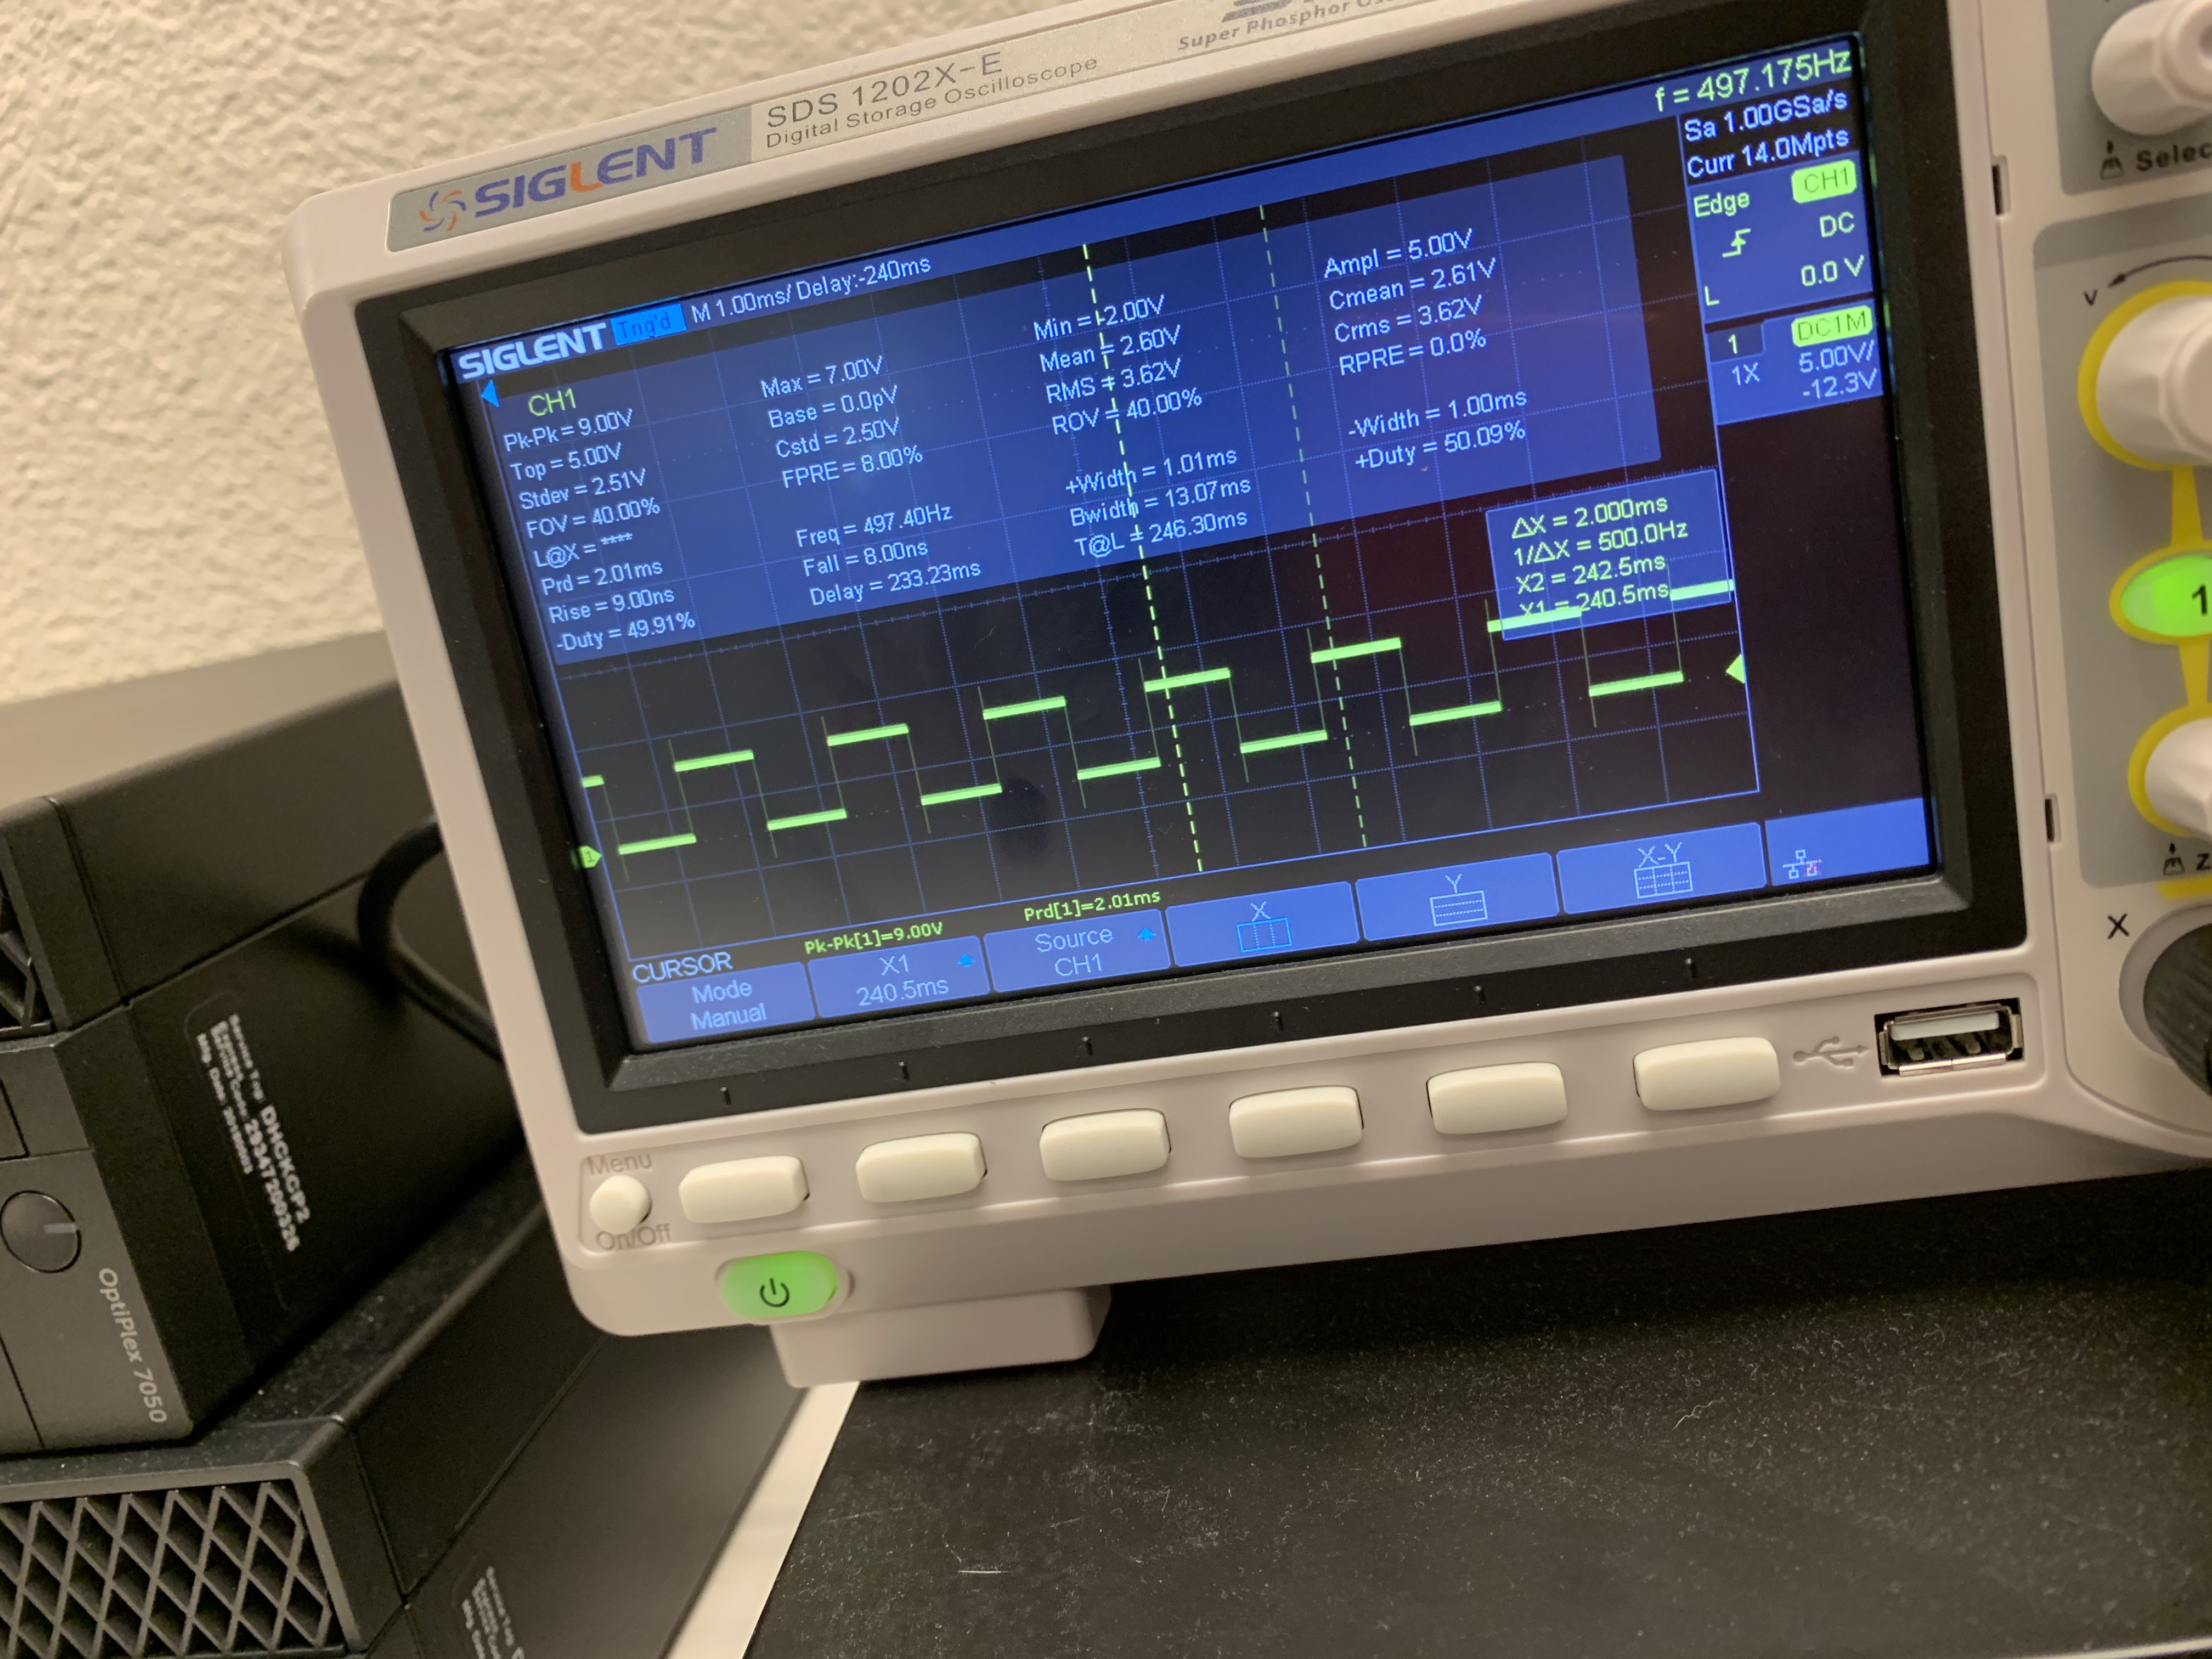 Super Phosphor
SIGLENT
SDS 1202X-E
Digital Storage Oscilloscope
f = 497.175Hz
SIGLENT Trig'd M 1.00ms/ Delay:-240ms
Sa 1.00GSa/s
Curr 14.0Mpts
Edge CH1
DC
L 0.0 V
1 DC1M
1X 5.00V/
-12.3V
CH1
Pk-Pk = 9.00V Max = 7.00V Min = -2.00V Ampl = 5.00V
Top = 5.00V Base = 0.0pV Mean = 2.60V Cmean = 2.61V
Stdev = 2.51V Cstd = 2.50V RMS = 3.62V Crms = 3.62V
FOV = 40.00% FPRE = 8.00% ROV = 40.00% RPRE = 0.0%
L@X = ****
Prd = 2.01ms Freq = 497.40Hz +Width = 1.01ms -Width = 1.00ms
Rise = 9.00ns Fall = 8.00ns Bwidth = 13.07ms +Duty = 50.09%
-Duty = 49.91% Delay = 233.23ms T@L = 246.30ms
ΔX = 2.000ms
1/ΔX = 500.0Hz
X2 = 242.5ms
X1 = 240.5ms
1
Pk-Pk[1]=9.00V Prd[1]=2.01ms
CURSOR
Mode
Manual
X1
240.5ms
Source
CH1
X
Y
X-Y
Menu
On/Off
V
1
X
Service Tag DHCKCP2
OptiPlex 7050